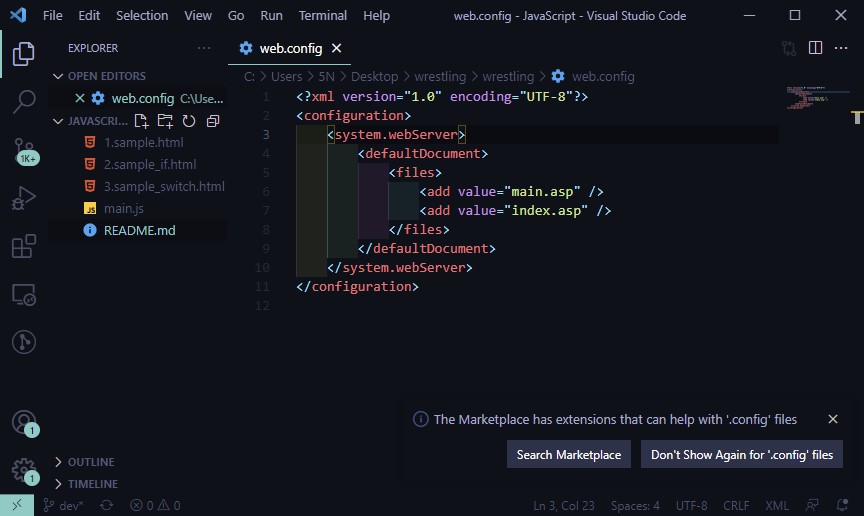 File Edit Selection View Go Run Terminal Help web.config - JavaScript - Visual Studio Code
EXPLORER
web.config
OPEN EDITORS
web.config C:\Use...
JAVASCRI...
1.sample.html
2.sample_if.html
3.sample_switch.html
main.js
README.md
OUTLINE
TIMELINE
1K+
1
1
C: > Users > 5N > Desktop > wrestling > wrestling > web.config
1 <?xml version="1.0" encoding="UTF-8"?>
2 <configuration>
3 <system.webServer>
4 <defaultDocument>
5 <files>
6 <add value="main.asp" />
7 <add value="index.asp" />
8 </files>
9 </defaultDocument>
10 </system.webServer>
11 </configuration>
12
The Marketplace has extensions that can help with '.config' files
Search Marketplace Don't Show Again for '.config' files
dev* 0 0 Ln 3, Col 23 Spaces: 4 UTF-8 CRLF XML